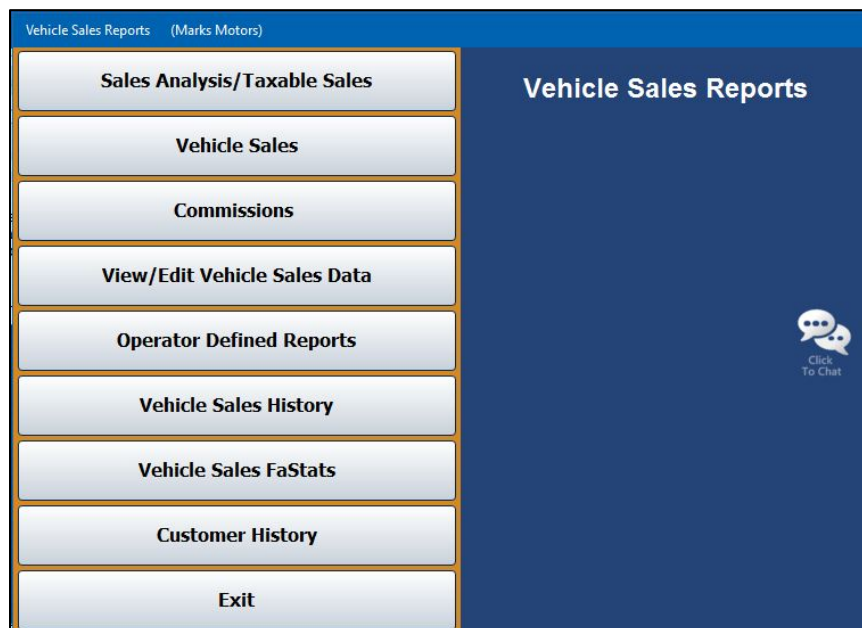 Vehicle Sales Reports (Marks Motors)
Sales Analysis/Taxable Sales
Vehicle Sales Reports
Vehicle Sales
Commissions
View/Edit Vehicle Sales Data
Operator Defined Reports
Click
To Chat
Vehicle Sales History
Vehicle Sales FaStats
Customer History
Exit